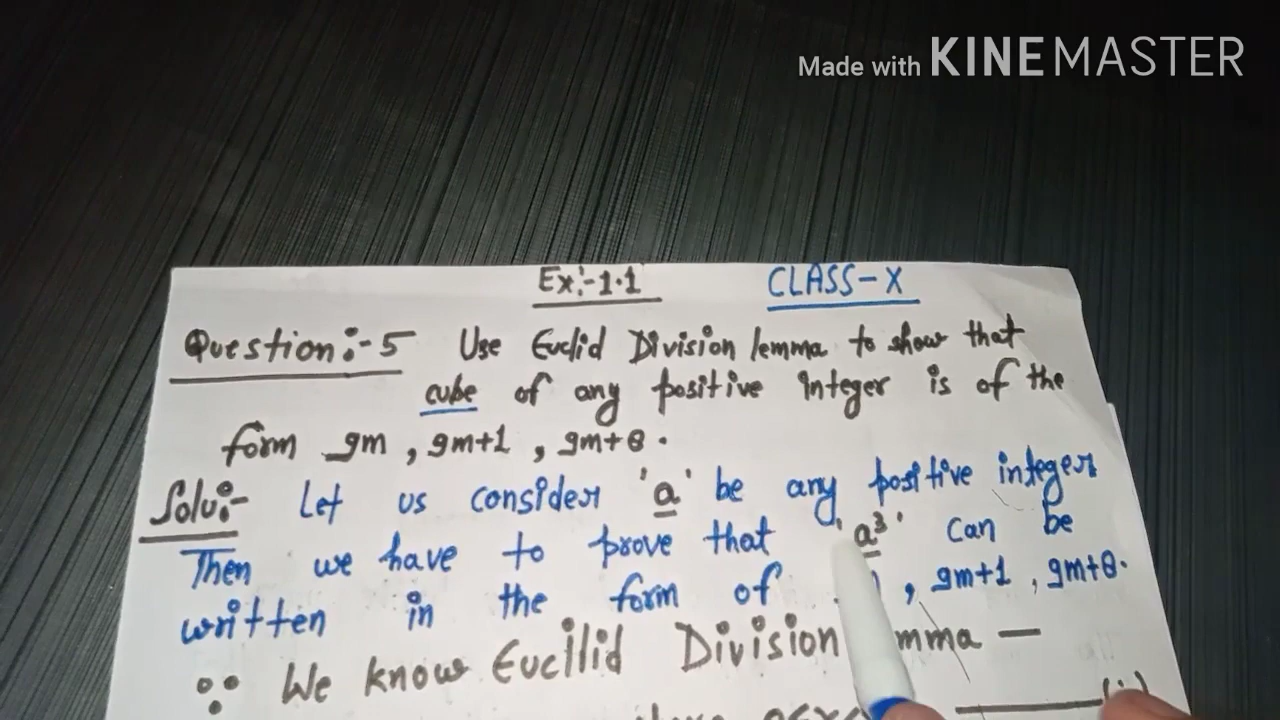 Made with KINEMASTER
Ex:-1.1 CLASS-X
Question:-5 Use Euclid Division lemma to show that
cube of any positive integer is of the
form 9m, 9m+1, 9m+8.
Solu:- Let us consider 'a' be any positive integer
Then we have to prove that 'a³' can be
written in the form of , 9m+1, 9m+8.
∵ We know Eucilid Division —
(i)